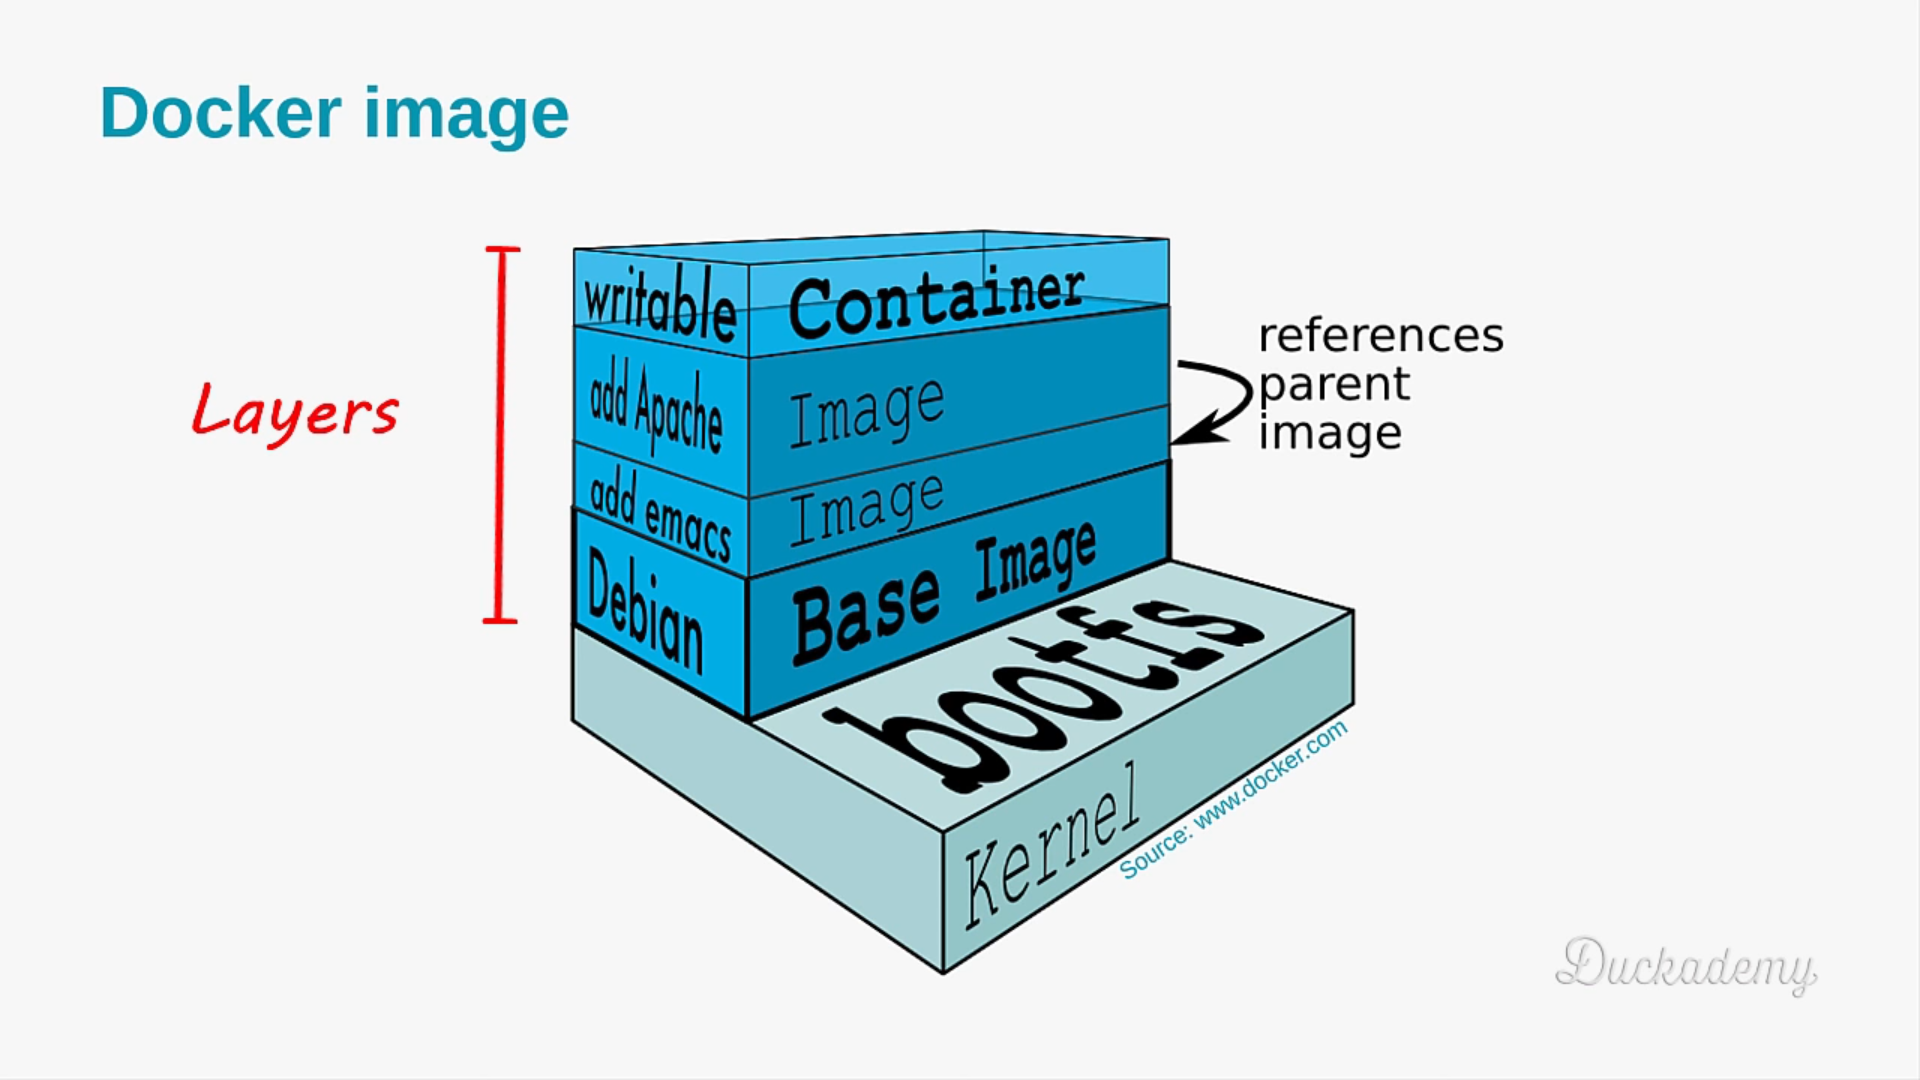 Docker image
Layers
writable
Container
add Apache
Image
add emacs
Image
Debian
Base Image
references
parent
image
bootfs
Kernel
Source: www.docker.com
Duckademy